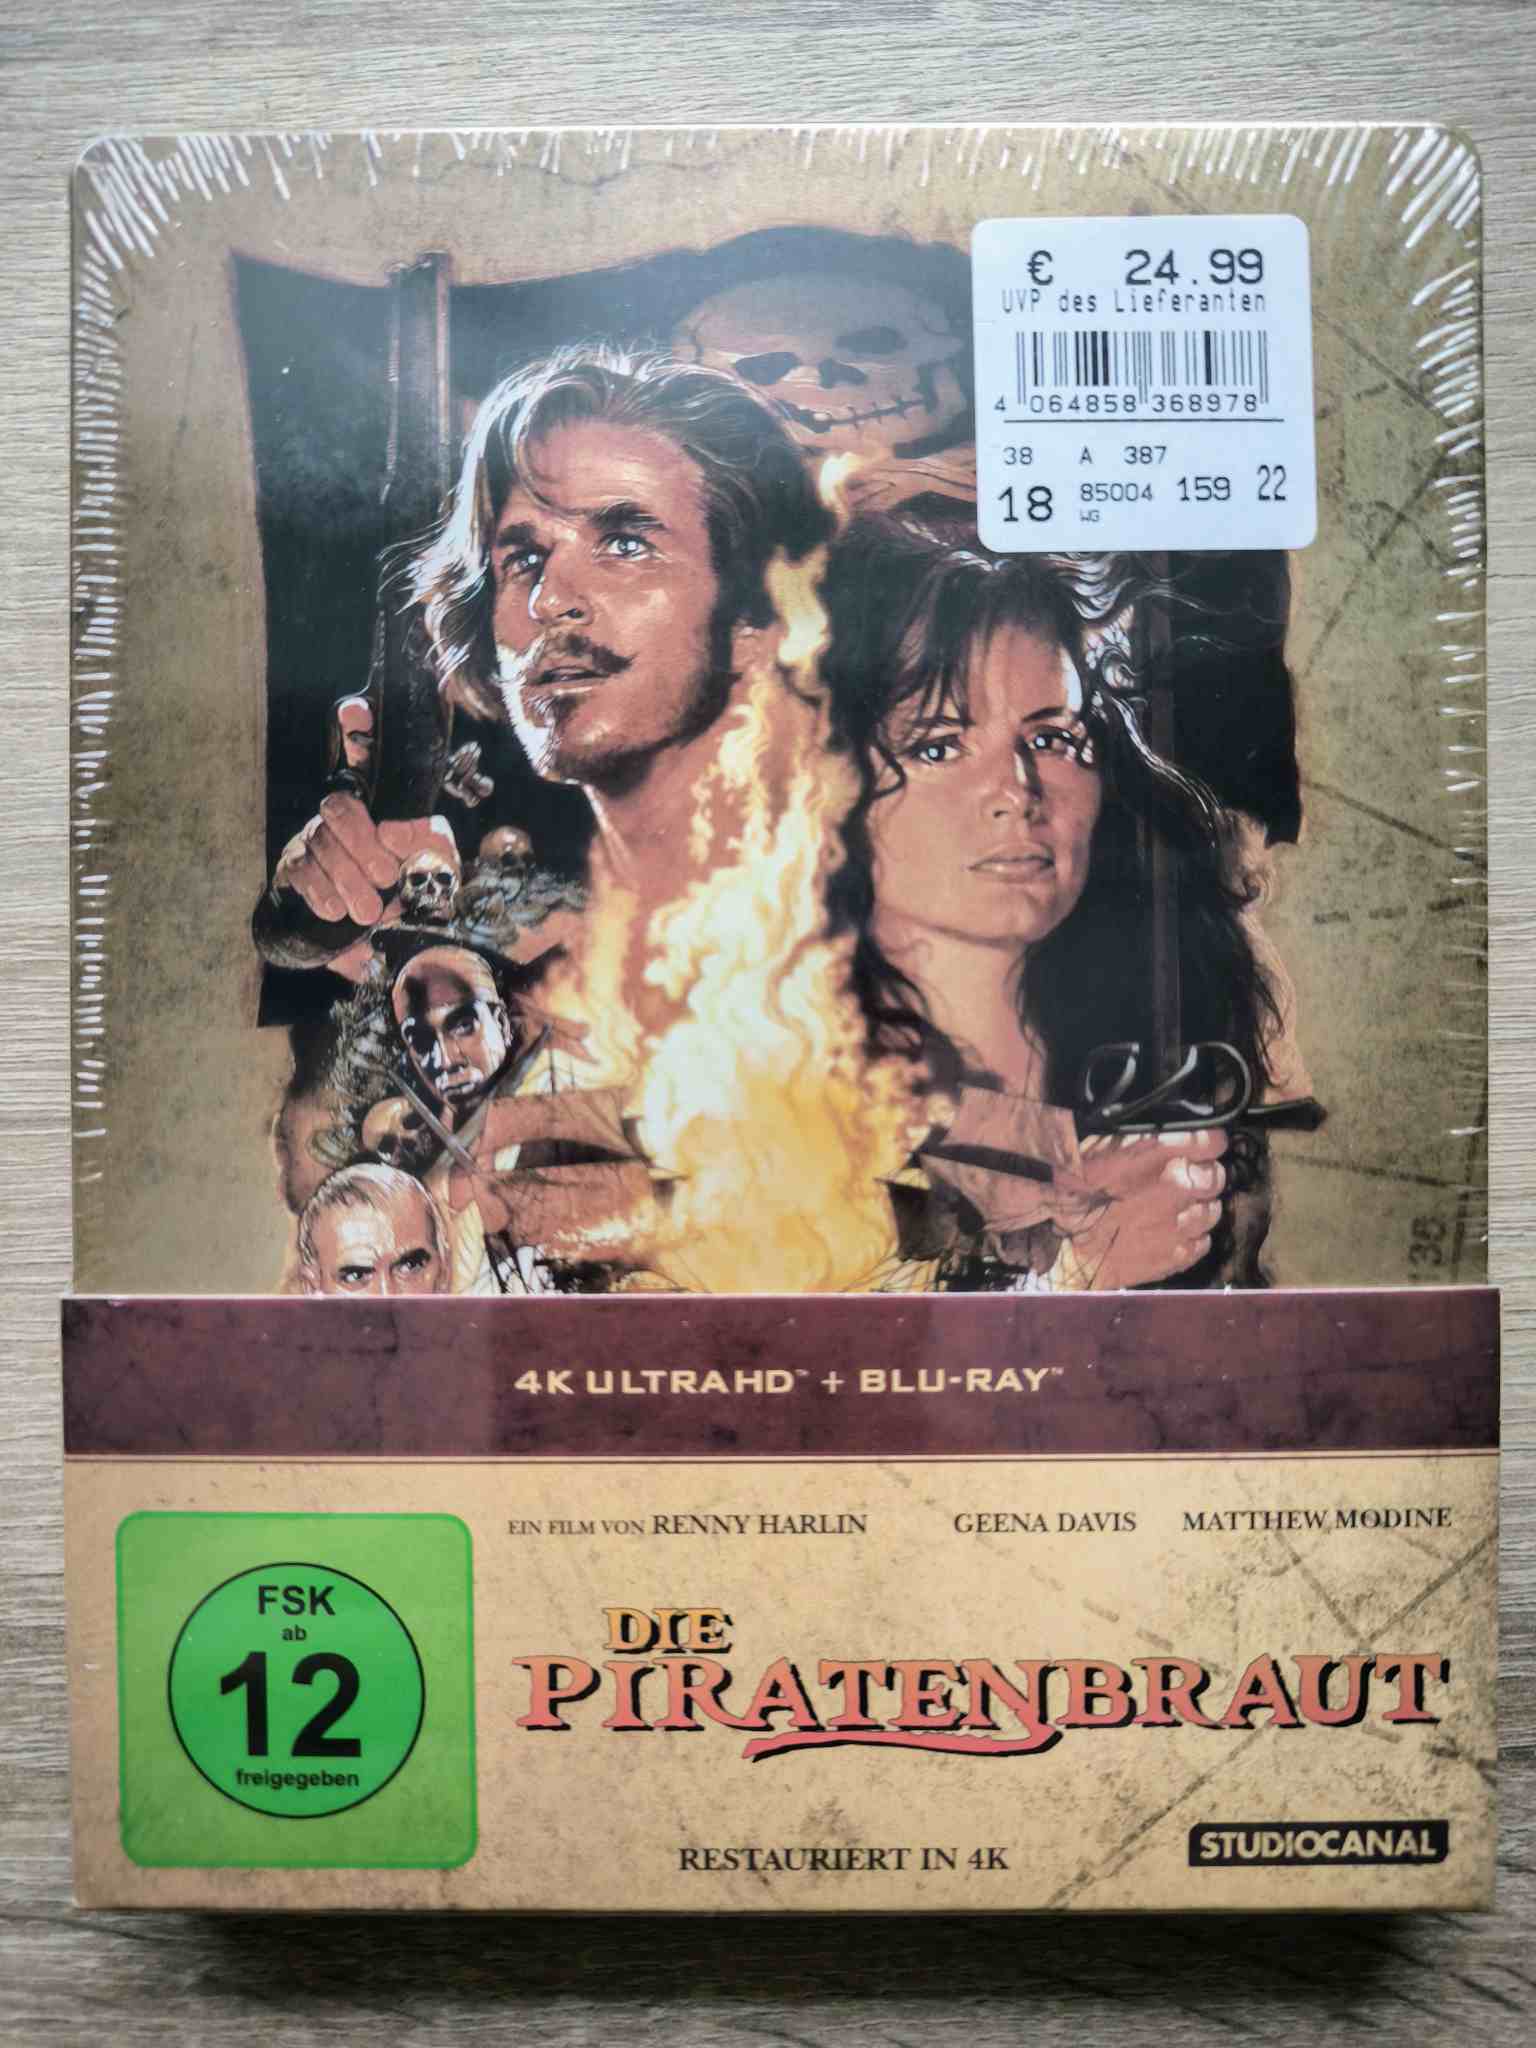 € 24.99
UVP des Lieferanten
4 064858 368978
38 A 387
18 85004 159 22
WG
135
4K ULTRAHD™ + BLU-RAY™
EIN FILM VON RENNY HARLIN GEENA DAVIS MATTHEW MODINE
FSK
ab
12
freigegeben
DIE
PIRATENBRAUT
RESTAURIERT IN 4K
STUDIOCANAL